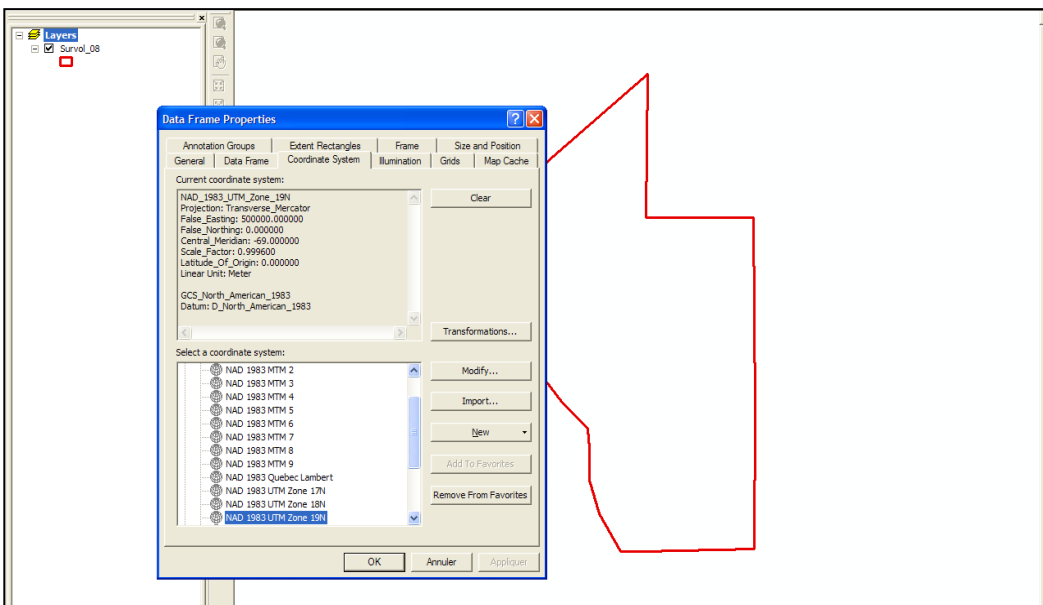 Layers
Survol_08
Data Frame Properties
Annotation Groups Extent Rectangles Frame Size and Position
General Data Frame Coordinate System Illumination Grids Map Cache
Current coordinate system:
NAD_1983_UTM_Zone_19N
Projection: Transverse_Mercator
False_Easting: 500000.000000
False_Northing: 0.000000
Central_Meridian: -69.000000
Scale_Factor: 0.999600
Latitude_Of_Origin: 0.000000
Linear Unit: Meter
GCS_North_American_1983
Datum: D_North_American_1983
Clear
Transformations...
Select a coordinate system:
NAD 1983 MTM 2
NAD 1983 MTM 3
NAD 1983 MTM 4
NAD 1983 MTM 5
NAD 1983 MTM 6
NAD 1983 MTM 7
NAD 1983 MTM 8
NAD 1983 MTM 9
NAD 1983 Quebec Lambert
NAD 1983 UTM Zone 17N
NAD 1983 UTM Zone 18N
NAD 1983 UTM Zone 19N
Modify...
Import...
New
Add To Favorites
Remove From Favorites
OK Annuler Appliquer